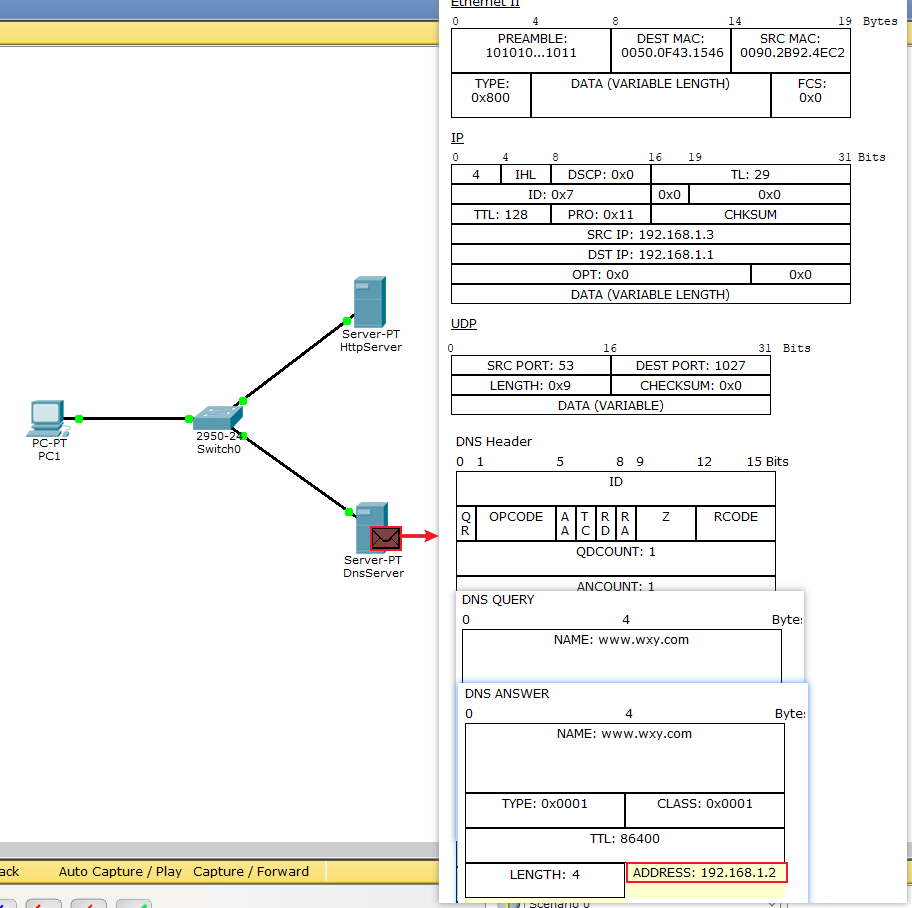 Ethernet II
0 4 8 14 19 Bytes
PREAMBLE: DEST MAC: SRC MAC:
101010...1011 0050.0F43.1546 0090.2B92.4EC2
TYPE: DATA (VARIABLE LENGTH) FCS:
0x800 0x0
IP
0 4 8 16 19 31 Bits
4 IHL DSCP: 0x0 TL: 29
ID: 0x7 0x0 0x0
TTL: 128 PRO: 0x11 CHKSUM
SRC IP: 192.168.1.3
DST IP: 192.168.1.1
OPT: 0x0 0x0
DATA (VARIABLE LENGTH)
UDP
0 16 31 Bits
SRC PORT: 53 DEST PORT: 1027
LENGTH: 0x9 CHECKSUM: 0x0
DATA (VARIABLE)
DNS Header
0 1 5 8 9 12 15 Bits
ID
QR OPCODE AA TC RD RA Z RCODE
QDCOUNT: 1
ANCOUNT: 1
DNS QUERY
0 4 Bytes
NAME: www.wxy.com
DNS ANSWER
0 4 Bytes
NAME: www.wxy.com
TYPE: 0x0001 CLASS: 0x0001
TTL: 86400
LENGTH: 4 ADDRESS: 192.168.1.2
Server-PT
HttpServer
PC-PT
PC1
2950-24
Switch0
Server-PT
DnsServer
ack Auto Capture / Play Capture / Forward
Scenario 0